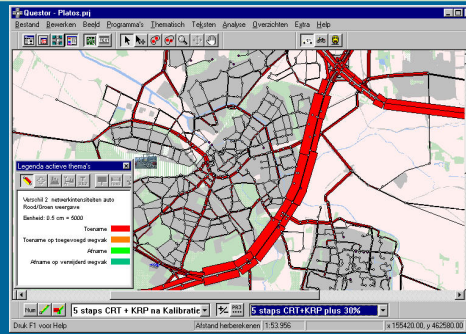 Questor - Platos.prj
Bestand Bewerken Beeld Programma's Thematisch Teksten Analyse Overzichten Extra Help
Legenda actieve thema's
Verschil 2 netwerkintensiteiten auto
Rood/Groen weergave
Eenheid: 0.5 cm = 5000
Toename
Toename op toegevoegd wegvak
Afname
Afname op verwijderd wegvak
Num
5 staps CRT + KRP na Kalibratie
5 staps CRT+KRP plus 30%
Druk F1 voor Help
Afstand herberekenen 1:53.956
x 155420.00, y 462580.00